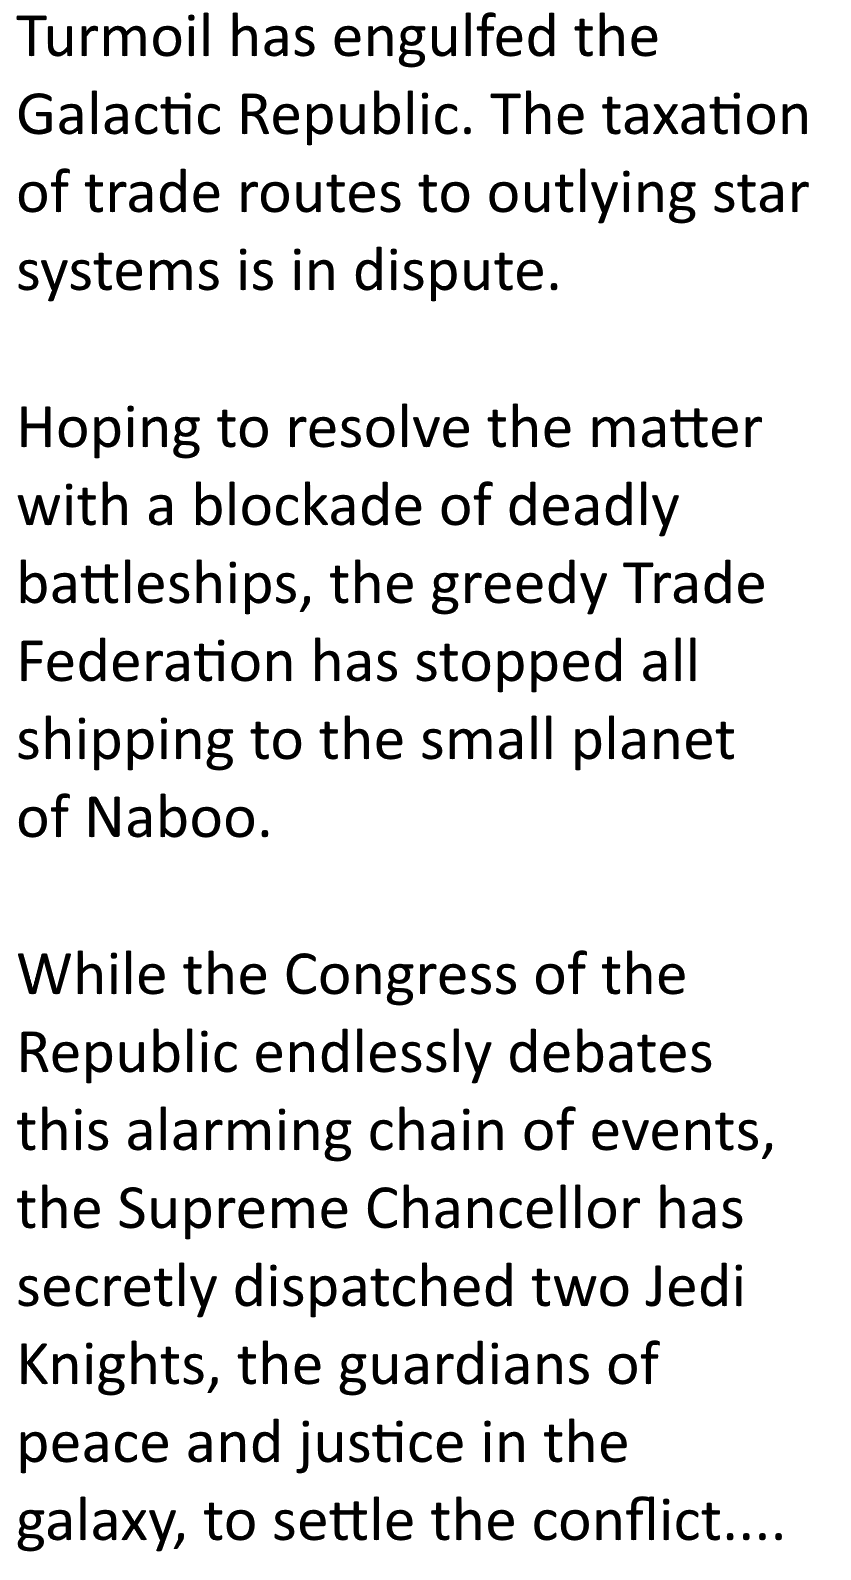 Turmoil has engulfed the
Galactic Republic. The taxation
of trade routes to outlying star
systems is in dispute.

Hoping to resolve the matter
with a blockade of deadly
battleships, the greedy Trade
Federation has stopped all
shipping to the small planet
of Naboo.

While the Congress of the
Republic endlessly debates
this alarming chain of events,
the Supreme Chancellor has
secretly dispatched two Jedi
Knights, the guardians of
peace and justice in the
galaxy, to settle the conflict....